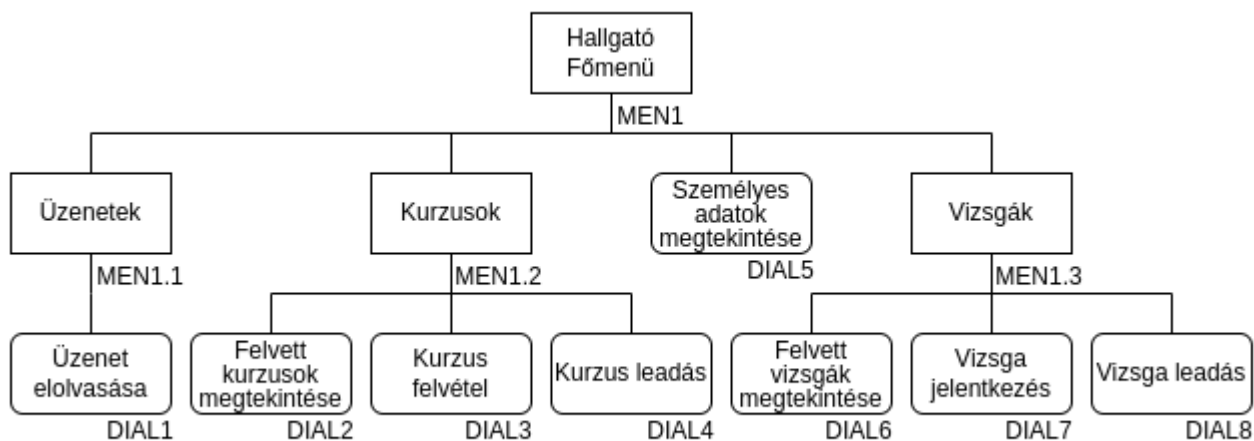 Hallgató
Főmenü
MEN1
Üzenetek
Kurzusok
Személyes
adatok
megtekintése
Vizsgák
MEN1.1
MEN1.2
DIAL5
MEN1.3
Üzenet
elolvasása
Felvett
kurzusok
megtekintése
Kurzus
felvétel
Kurzus leadás
Felvett
vizsgák
megtekintése
Vizsga
jelentkezés
Vizsga leadás
DIAL1
DIAL2
DIAL3
DIAL4
DIAL6
DIAL7
DIAL8